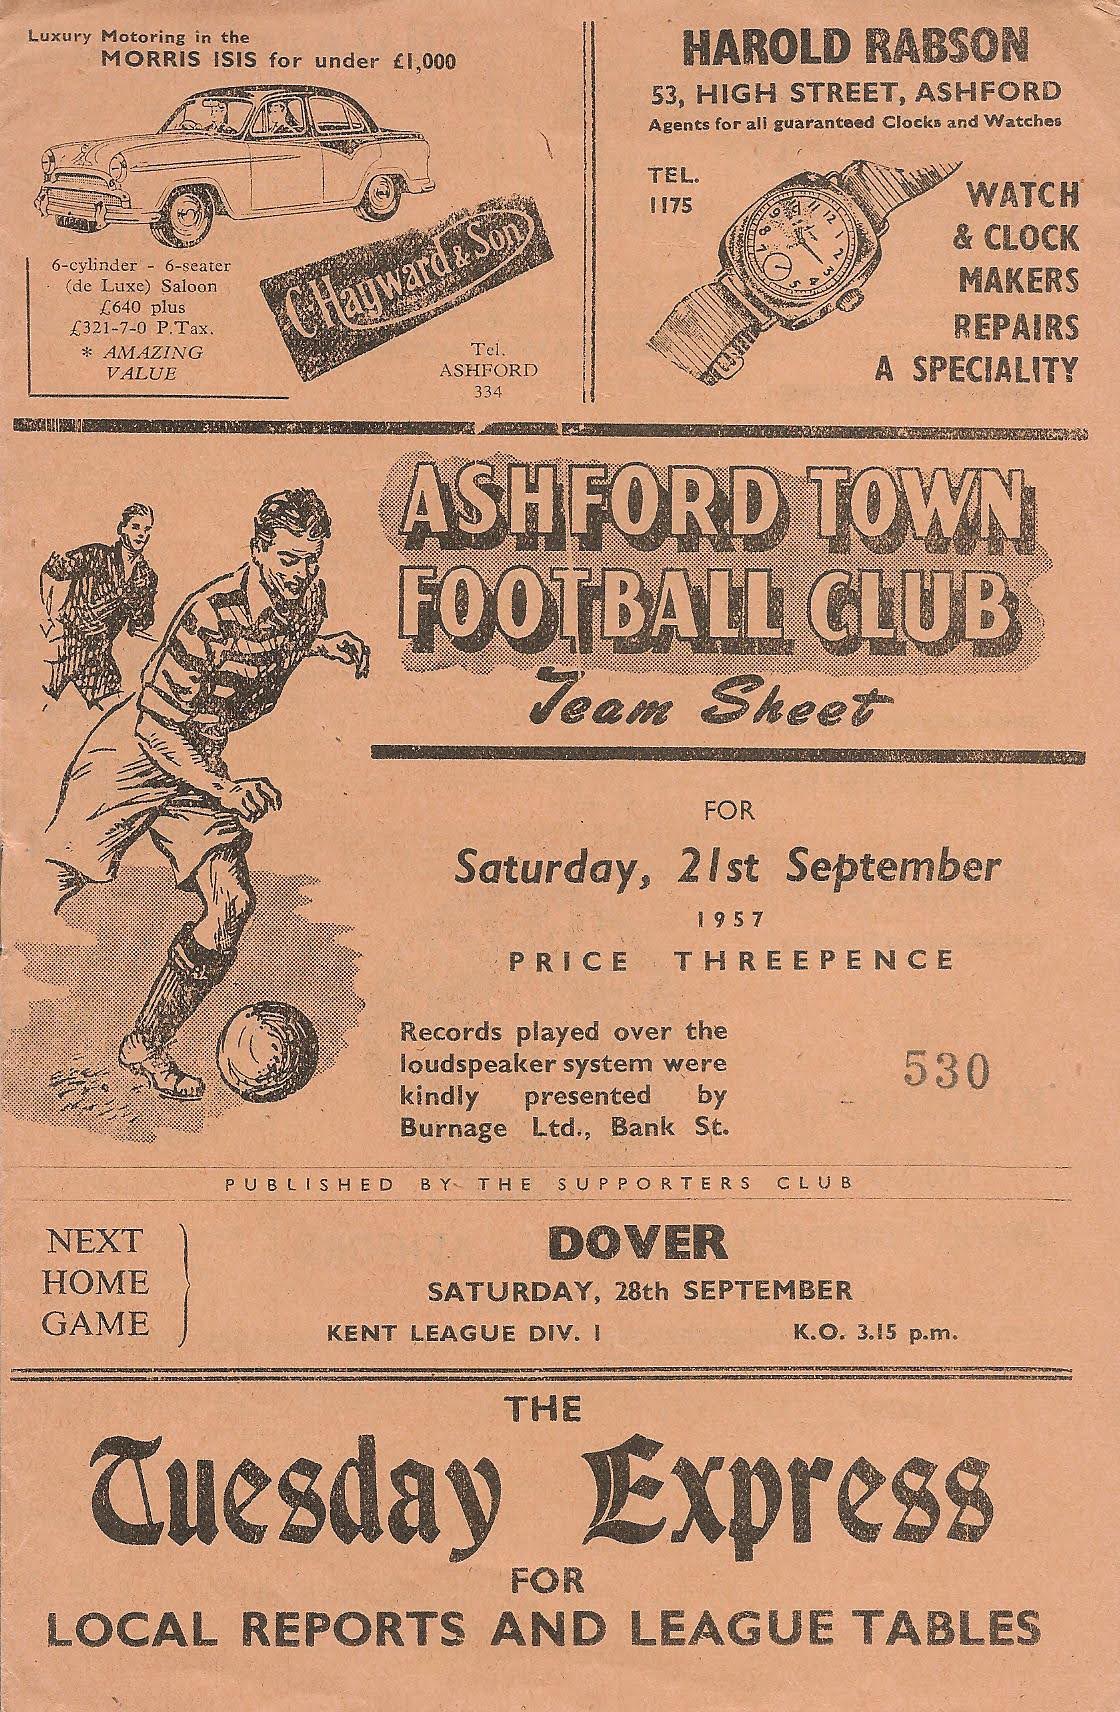 Luxury Motoring in the
MORRIS ISIS for under £1,000
6-cylinder - 6-seater
(de Luxe) Saloon
£640 plus
£321-7-0 P.Tax.
* AMAZING
VALUE
C Hayward & Son
Tel.
ASHFORD
334
HAROLD RABSON
53, HIGH STREET, ASHFORD
Agents for all guaranteed Clocks and Watches
TEL.
1175
WATCH
& CLOCK
MAKERS
REPAIRS
A SPECIALITY
ASHFORD TOWN
FOOTBALL CLUB
Team Sheet
FOR
Saturday, 21st September
1957
PRICE THREEPENCE
Records played over the
loudspeaker system were
kindly presented by
Burnage Ltd., Bank St.
530
PUBLISHED BY THE SUPPORTERS CLUB
NEXT
HOME
GAME
DOVER
SATURDAY, 28th SEPTEMBER
KENT LEAGUE DIV. 1 K.O. 3.15 p.m.
THE
Tuesday Express
FOR
LOCAL REPORTS AND LEAGUE TABLES